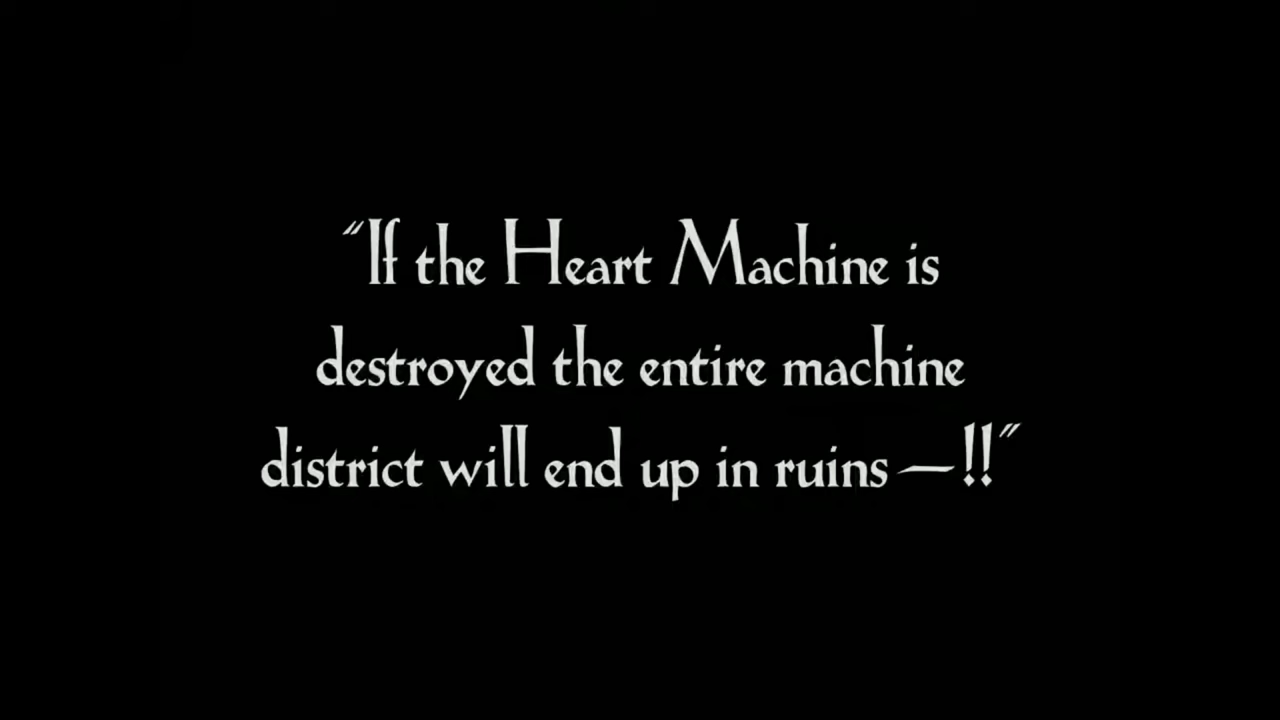 “If the Heart Machine is
destroyed the entire machine
district will end up in ruins —!!”